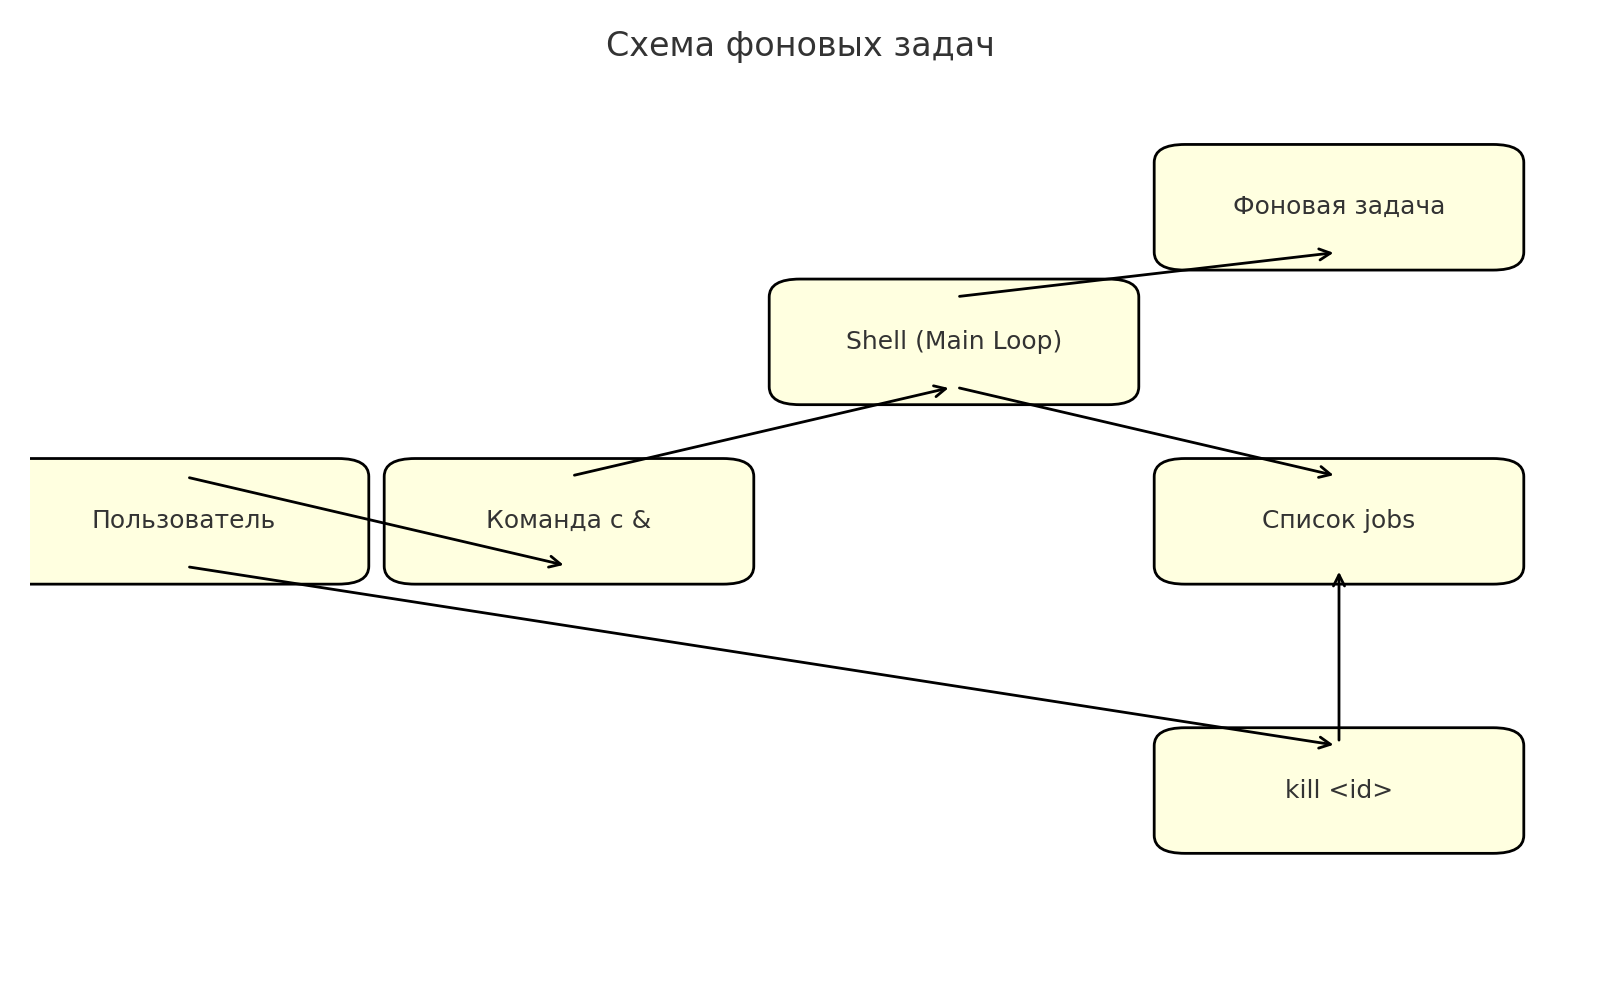 Схема фоновых задач
Фоновая задача
Shell (Main Loop)
Пользователь
Команда с &
Список jobs
kill <id>